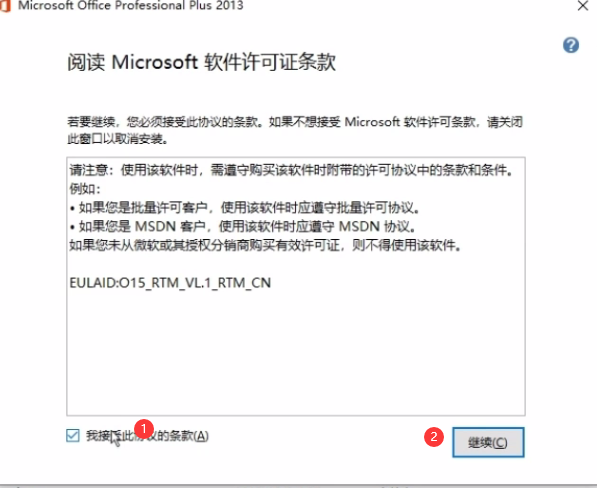 Microsoft Office Professional Plus 2013
阅读 Microsoft 软件许可证条款
若要继续，您必须接受此协议的条款。如果不想接受 Microsoft 软件许可条款，请关闭
此窗口以取消安装。
请注意：使用该软件时，需遵守购买该软件时附带的许可协议中的条款和条件。
例如：
• 如果您是批量许可客户，使用该软件时应遵守批量许可协议。
• 如果您是 MSDN 客户，使用该软件时应遵守 MSDN 协议。
如果您未从微软或其授权分销商购买有效许可证，则不得使用该软件。
EULAID:O15_RTM_VL.1_RTM_CN
我接受此协议的条款(A) 1
2 继续(C)